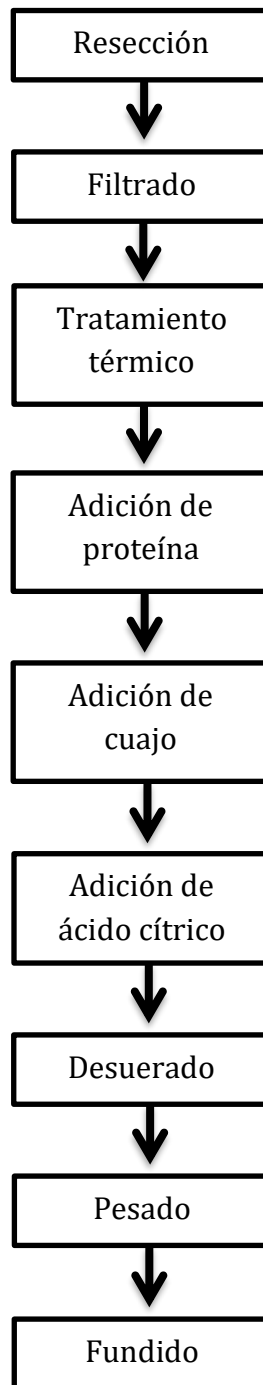 Resección
Filtrado
Tratamiento
térmico
Adición de
proteína
Adición de
cuajo
Adición de
ácido cítrico
Desuerado
Pesado
Fundido